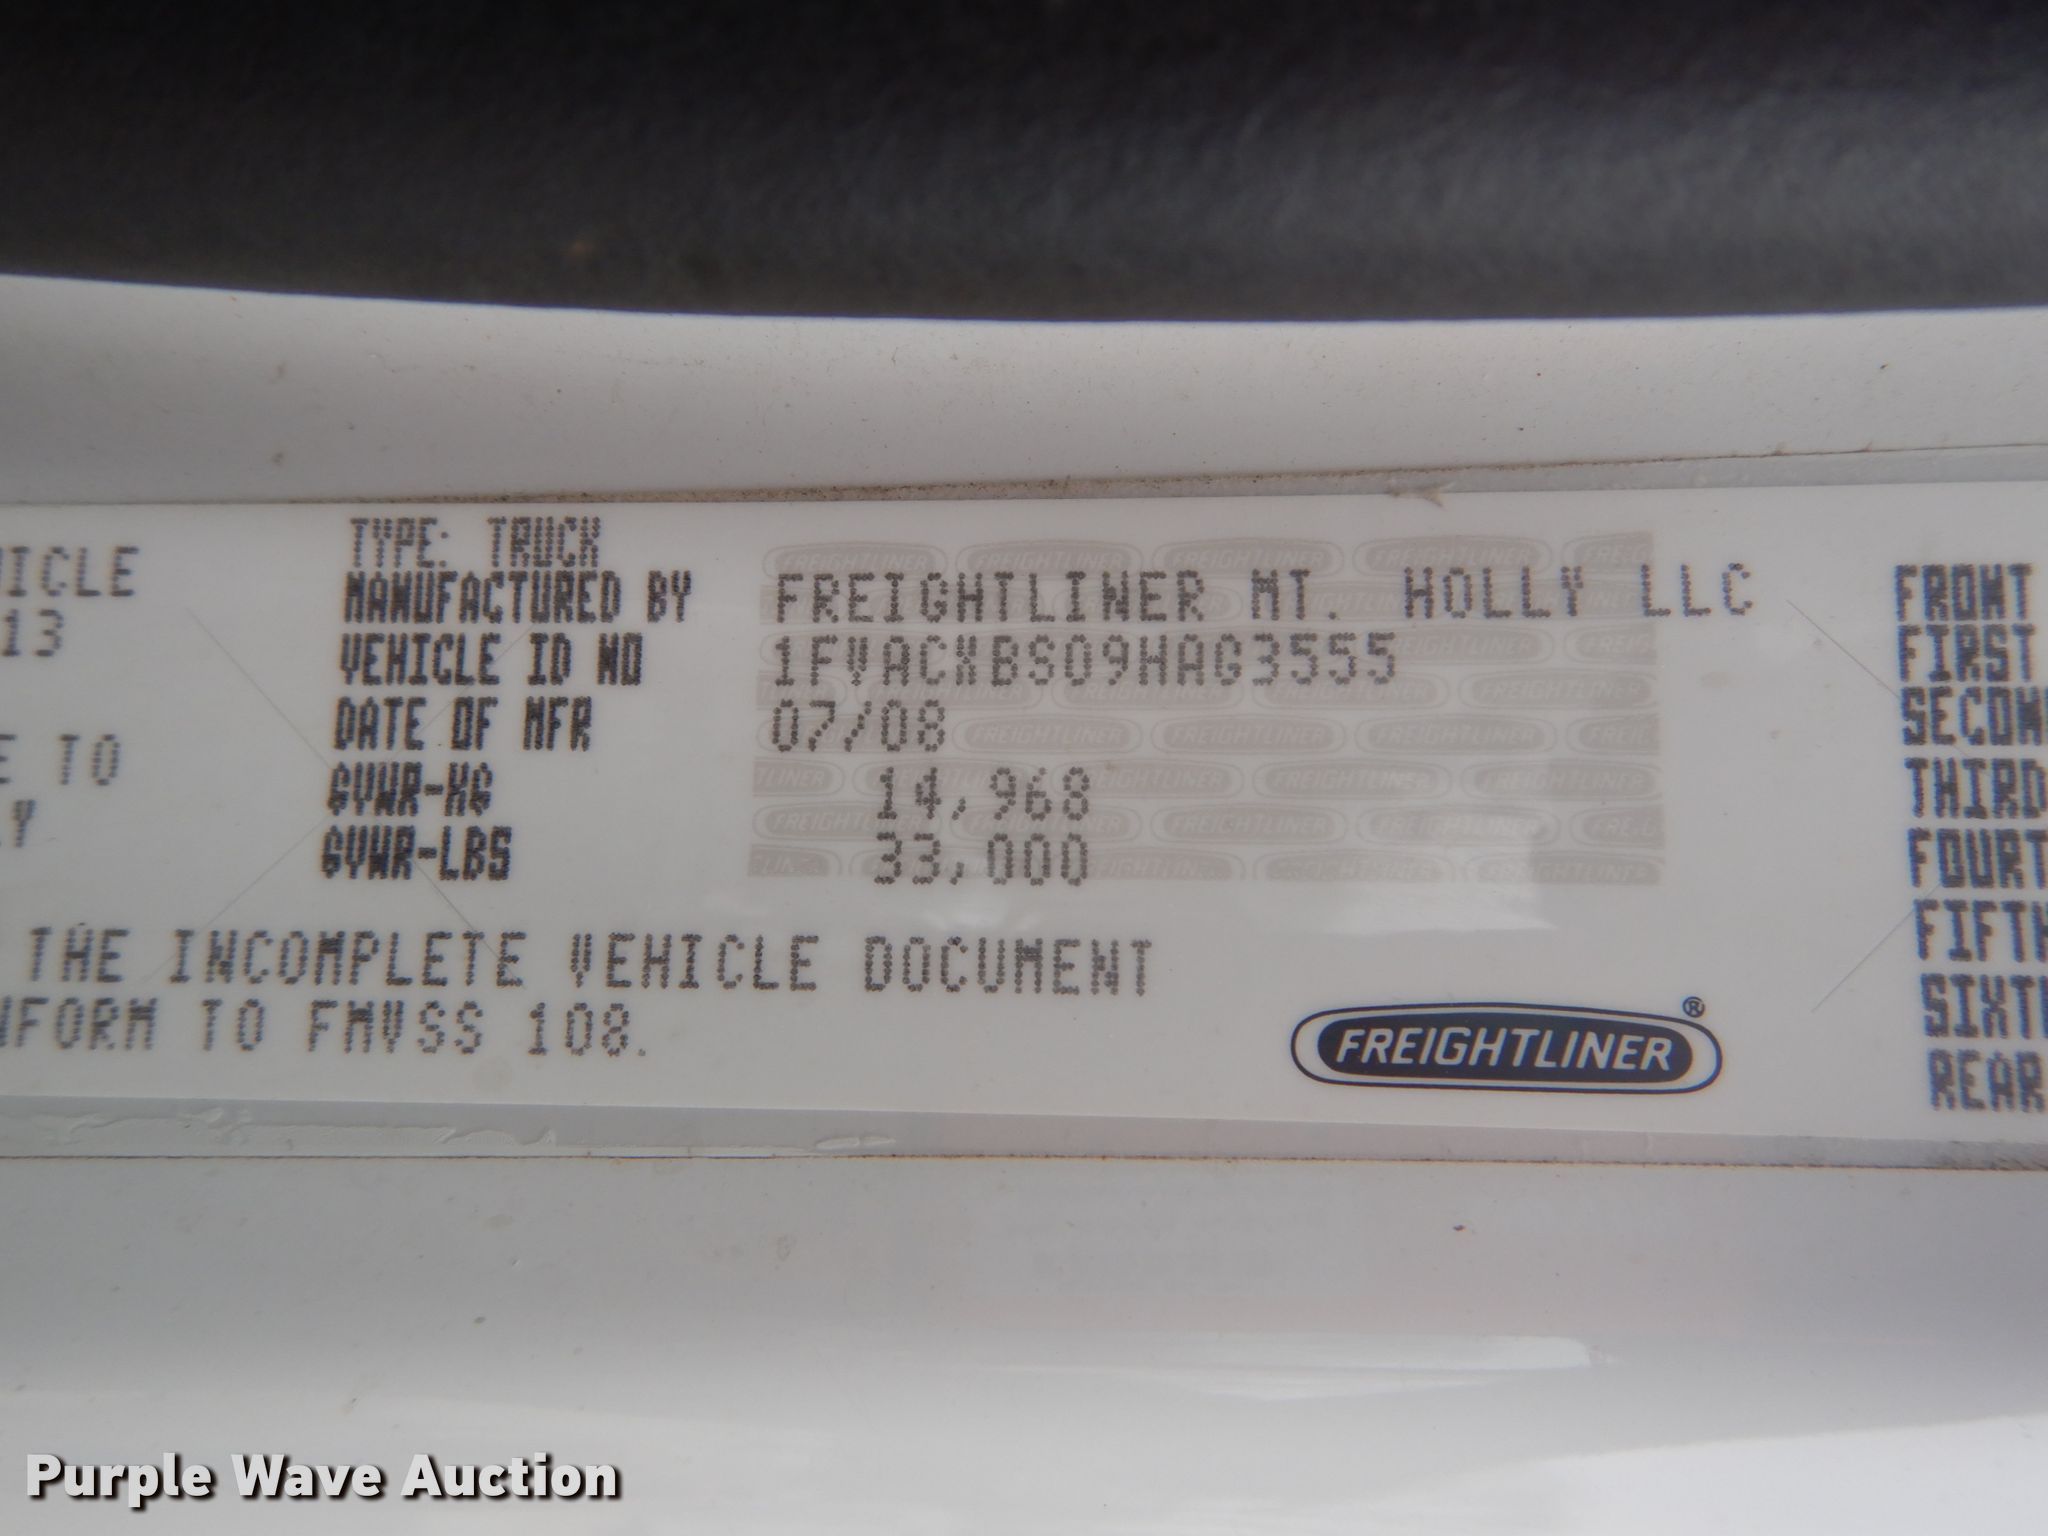 TYPE: TRUCK
MANUFACTURED BY FREIGHTLINER MT. HOLLY LLC
VEHICLE ID NO 1FVACXBS09HAG3555
DATE OF MFR 07/08
GVWR-KG 14,968
GVWR-LBS 33,000
ICLE
13
E TO
THE INCOMPLETE VEHICLE DOCUMENT
NFORM TO FMVSS 108.
FREIGHTLINER®
FRONT
FIRST
SECON
THIRD
FOURT
FIFTH
SIXTH
REAR
Purple Wave Auction